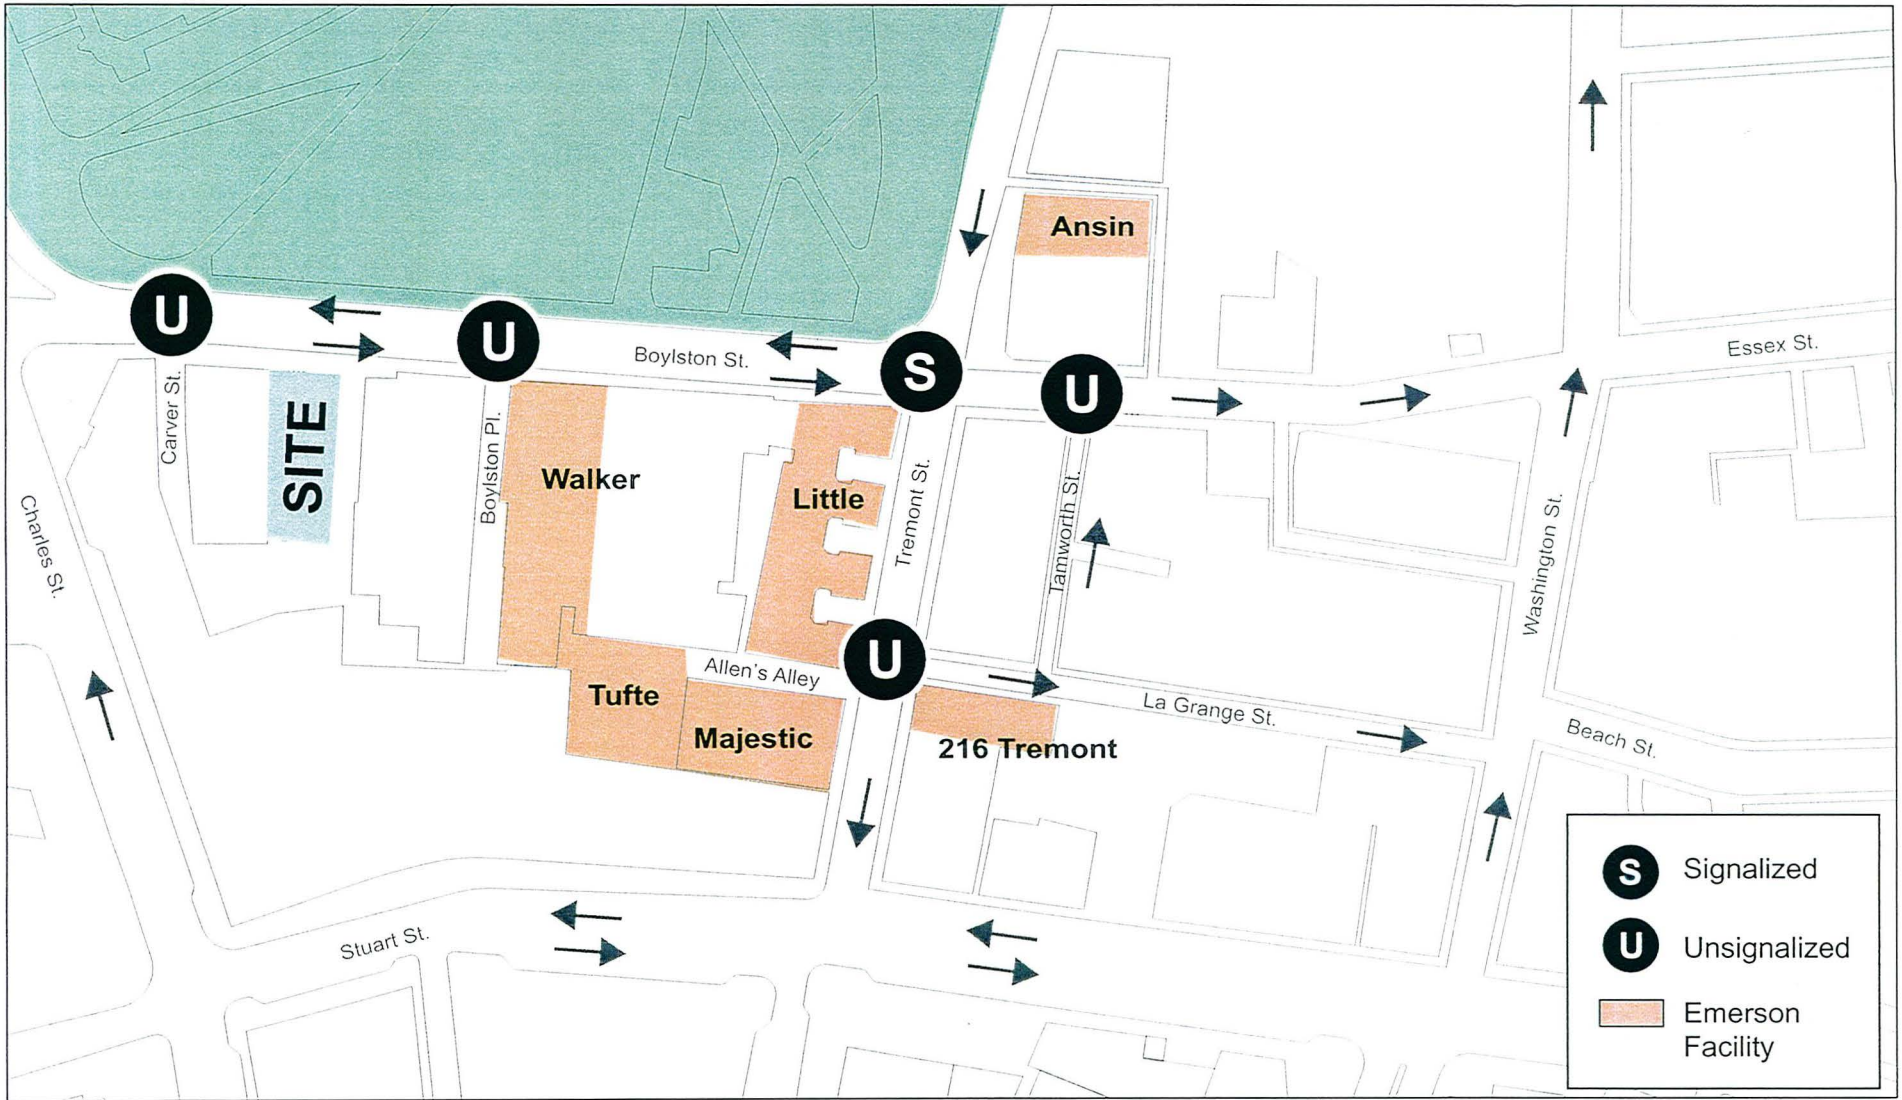 Ansin
U
U
Boylston St.
S
U
Essex St.
Carver St.
SITE
Boylston Pl.
Walker
Little
Tremont St.
Tamworth St.
Washington St.
Charles St.
U
Allen's Alley
Tufte
Majestic
216 Tremont
La Grange St.
Beach St.
Stuart St.
S Signalized
U Unsignalized
Emerson
Facility